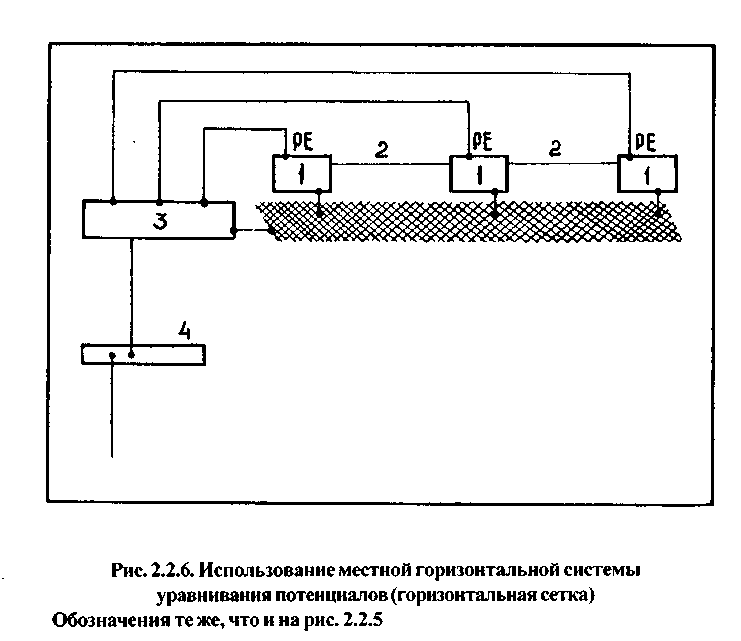 PE 2 PE 2 PE
1 1 1
3
4
Рис. 2.2.6. Использование местной горизонтальной системы
уравнивания потенциалов (горизонтальная сетка)
Обозначения те же, что и на рис. 2.2.5